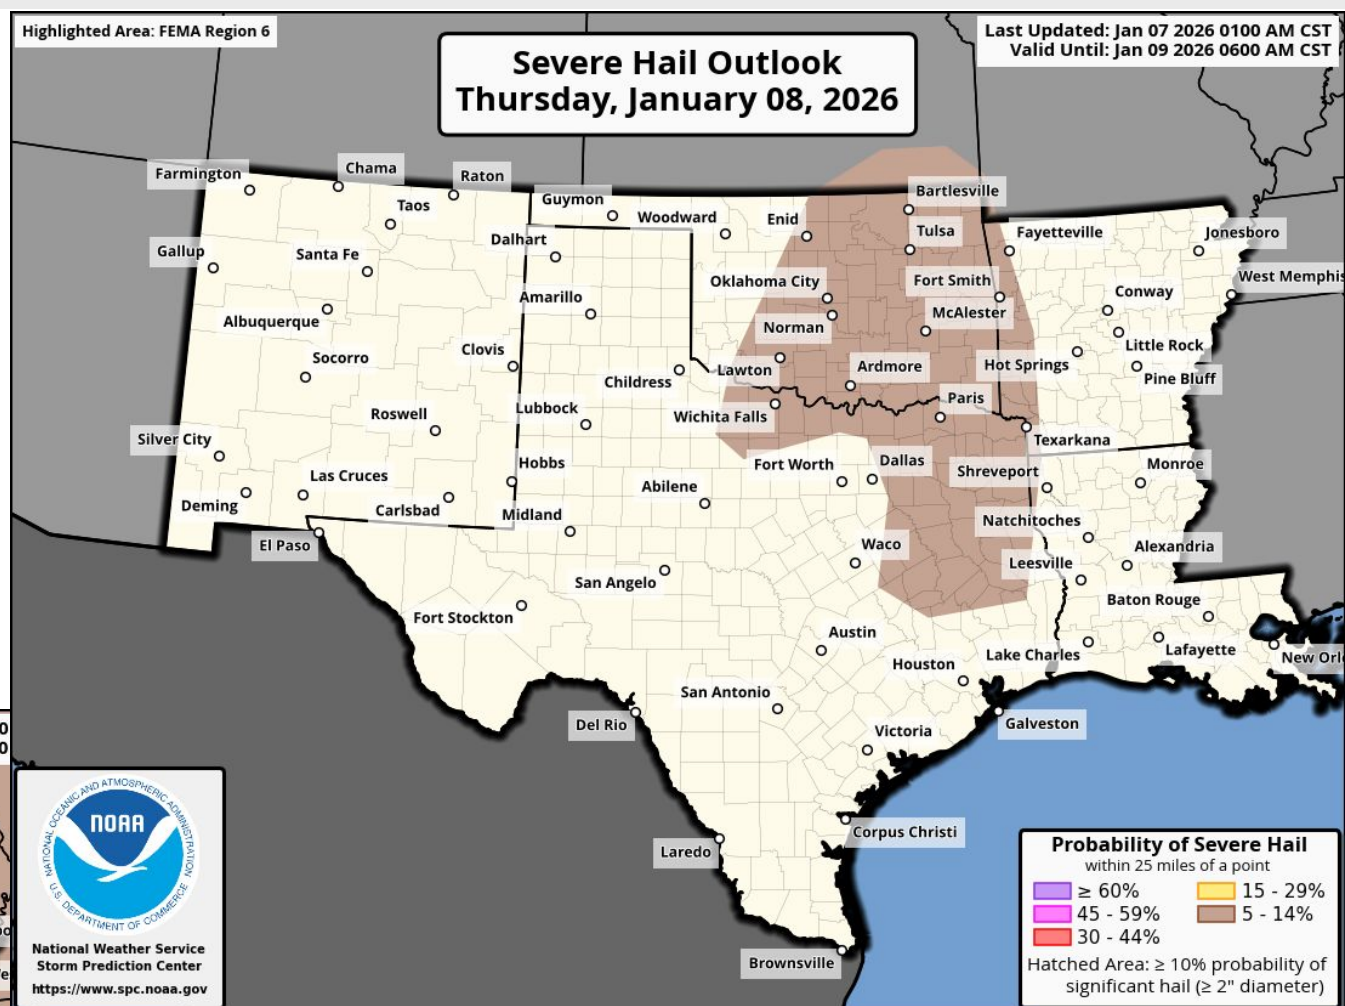 Highlighted Area: FEMA Region 6
Last Updated: Jan 07 2026 0100 AM CST
Valid Until: Jan 09 2026 0600 AM CST
Severe Hail Outlook
Thursday, January 08, 2026
Farmington
Chama
Raton
Taos
Guymon
Woodward
Enid
Bartlesville
Tulsa
Fayetteville
Jonesboro
Gallup
Santa Fe
Dalhart
Oklahoma City
Fort Smith
West Memphis
Albuquerque
Amarillo
Norman
McAlester
Conway
Little Rock
Socorro
Clovis
Childress
Lawton
Ardmore
Hot Springs
Pine Bluff
Roswell
Lubbock
Wichita Falls
Paris
Texarkana
Silver City
Las Cruces
Hobbs
Abilene
Fort Worth
Dallas
Shreveport
Monroe
Deming
Carlsbad
Midland
Natchitoches
El Paso
San Angelo
Waco
Leesville
Alexandria
Fort Stockton
Austin
Baton Rouge
Houston
Lake Charles
Lafayette
New Orl
San Antonio
Del Rio
Victoria
Galveston
Corpus Christi
Laredo
Brownsville
NATIONAL OCEANIC AND ATMOSPHERIC ADMINISTRATION
NOAA
U.S. DEPARTMENT OF COMMERCE
National Weather Service
Storm Prediction Center
https://www.spc.noaa.gov
Probability of Severe Hail
within 25 miles of a point
≥ 60%
15 - 29%
45 - 59%
5 - 14%
30 - 44%
Hatched Area: ≥ 10% probability of
significant hail (≥ 2" diameter)